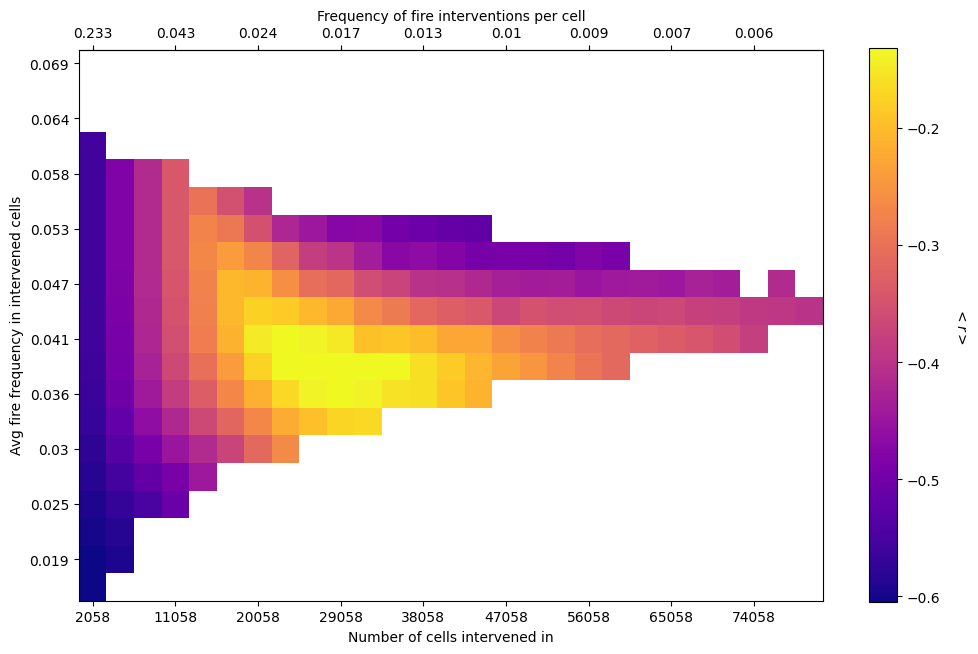 Frequency of fire interventions per cell
0.233 0.043 0.024 0.017 0.013 0.01 0.009 0.007 0.006
Avg fire frequency in intervened cells
0.069
0.064
0.058
0.053
0.047
0.041
0.036
0.03
0.025
0.019
2058 11058 20058 29058 38058 47058 56058 65058 74058
Number of cells intervened in
−0.2
−0.3
−0.4
−0.5
−0.6
< r >